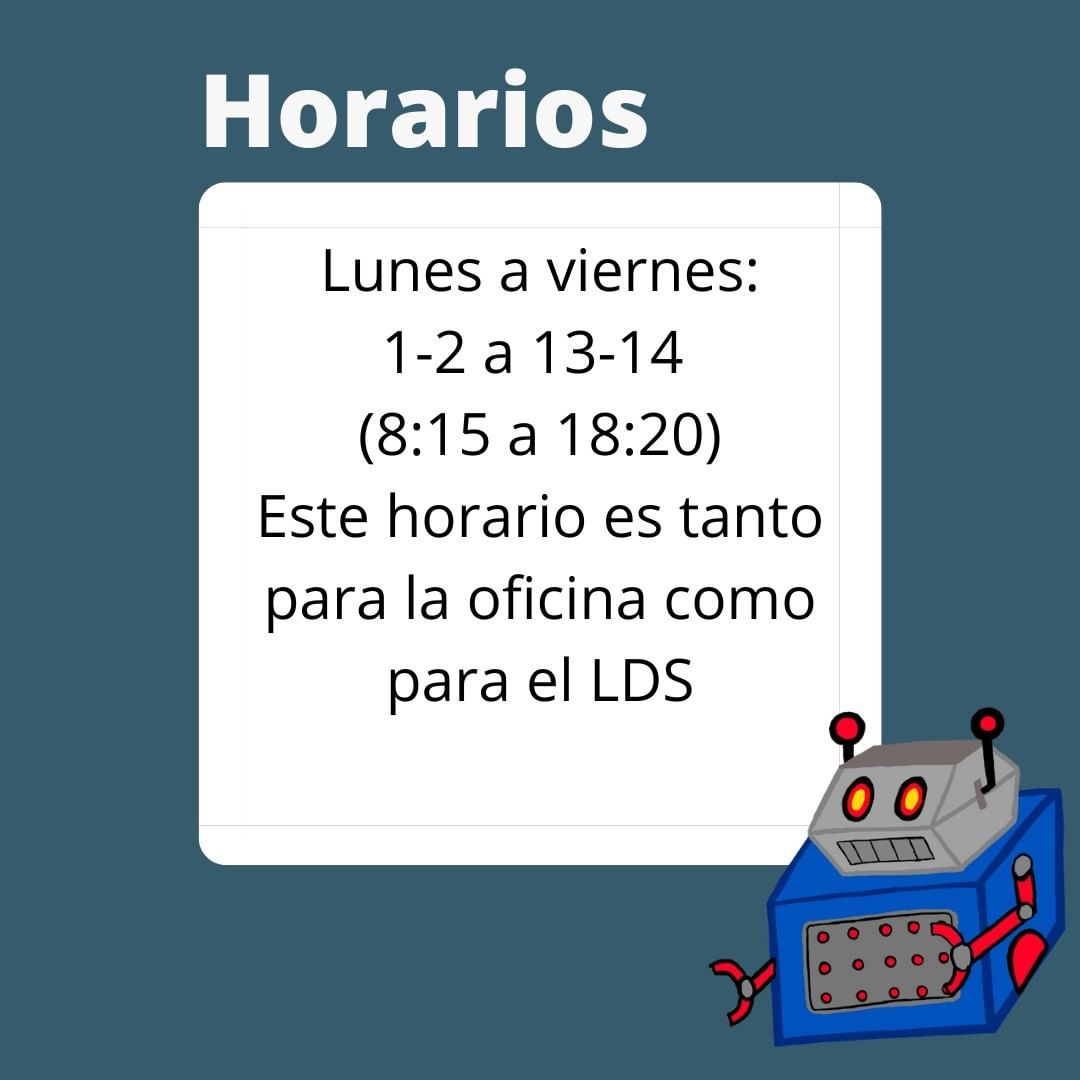 Horarios
Lunes a viernes:
1-2 a 13-14
(8:15 a 18:20)
Este horario es tanto
para la oficina como
para el LDS